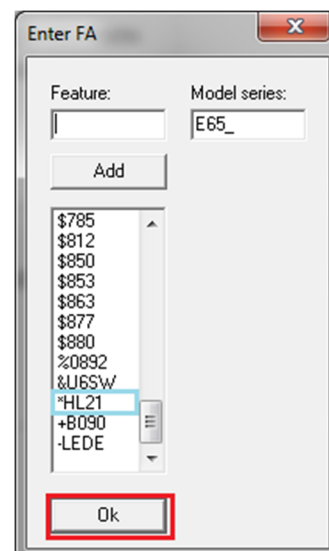 Enter FA
Feature: Model series:
E65_
Add
$785
$812
$850
$853
$863
$877
$880
%0892
&U6SW
*HL21
+B090
-LEDE
Ok